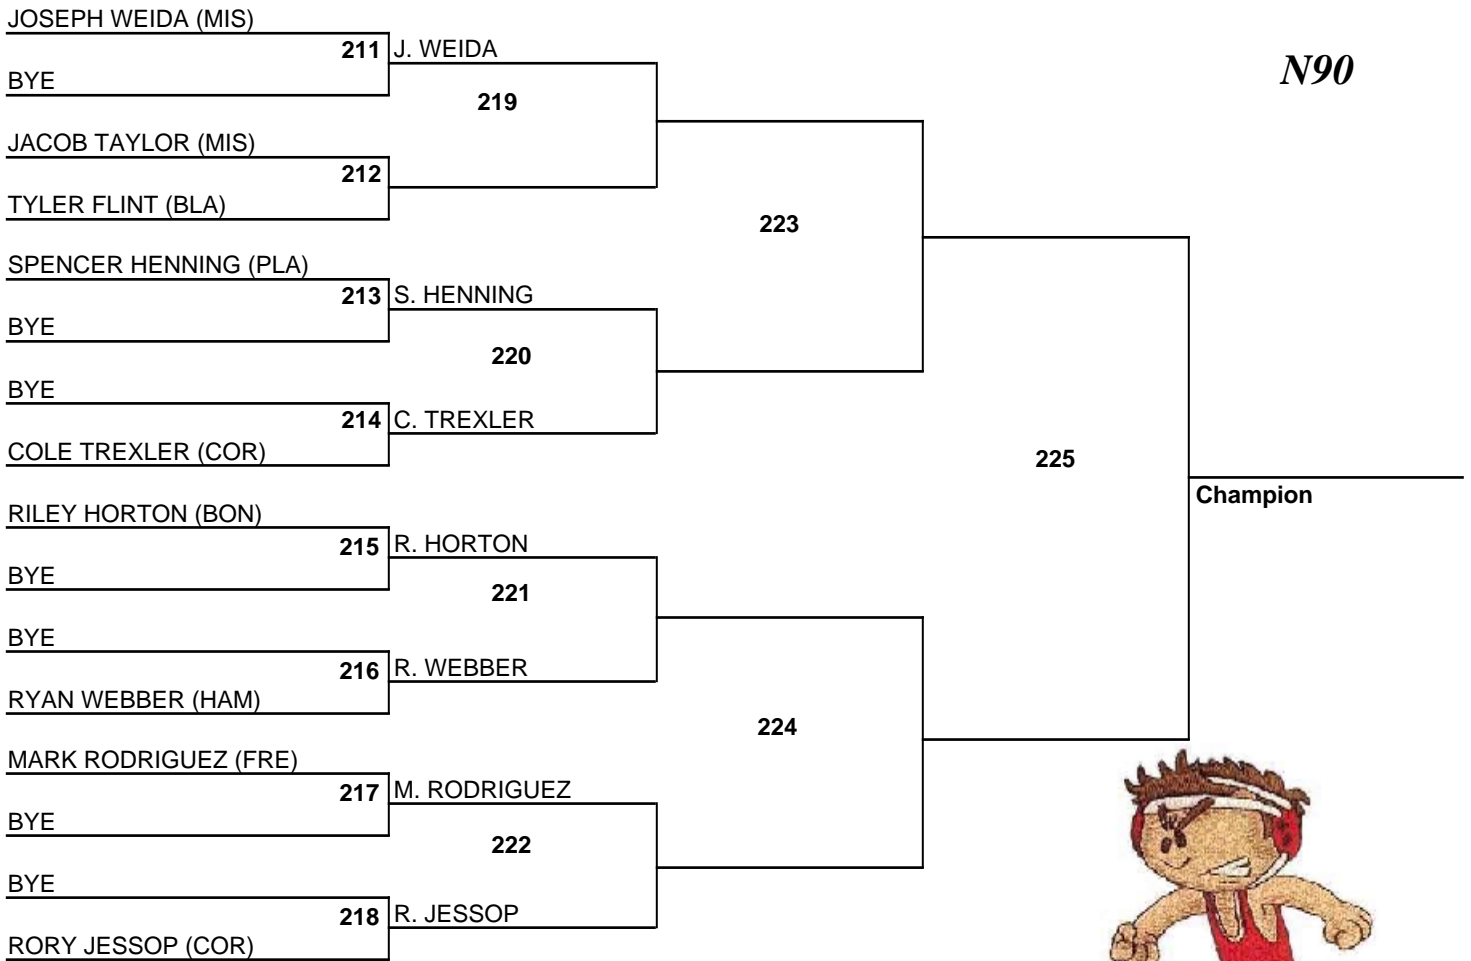 JOSEPH WEIDA (MIS)
211 J. WEIDA
N90
BYE
219
JACOB TAYLOR (MIS)
212
TYLER FLINT (BLA)
223
SPENCER HENNING (PLA)
213 S. HENNING
BYE
220
BYE
214 C. TREXLER
COLE TREXLER (COR)
225
Champion
RILEY HORTON (BON)
215 R. HORTON
BYE
221
BYE
216 R. WEBBER
RYAN WEBBER (HAM)
224
MARK RODRIGUEZ (FRE)
217 M. RODRIGUEZ
BYE
222
BYE
218 R. JESSOP
RORY JESSOP (COR)